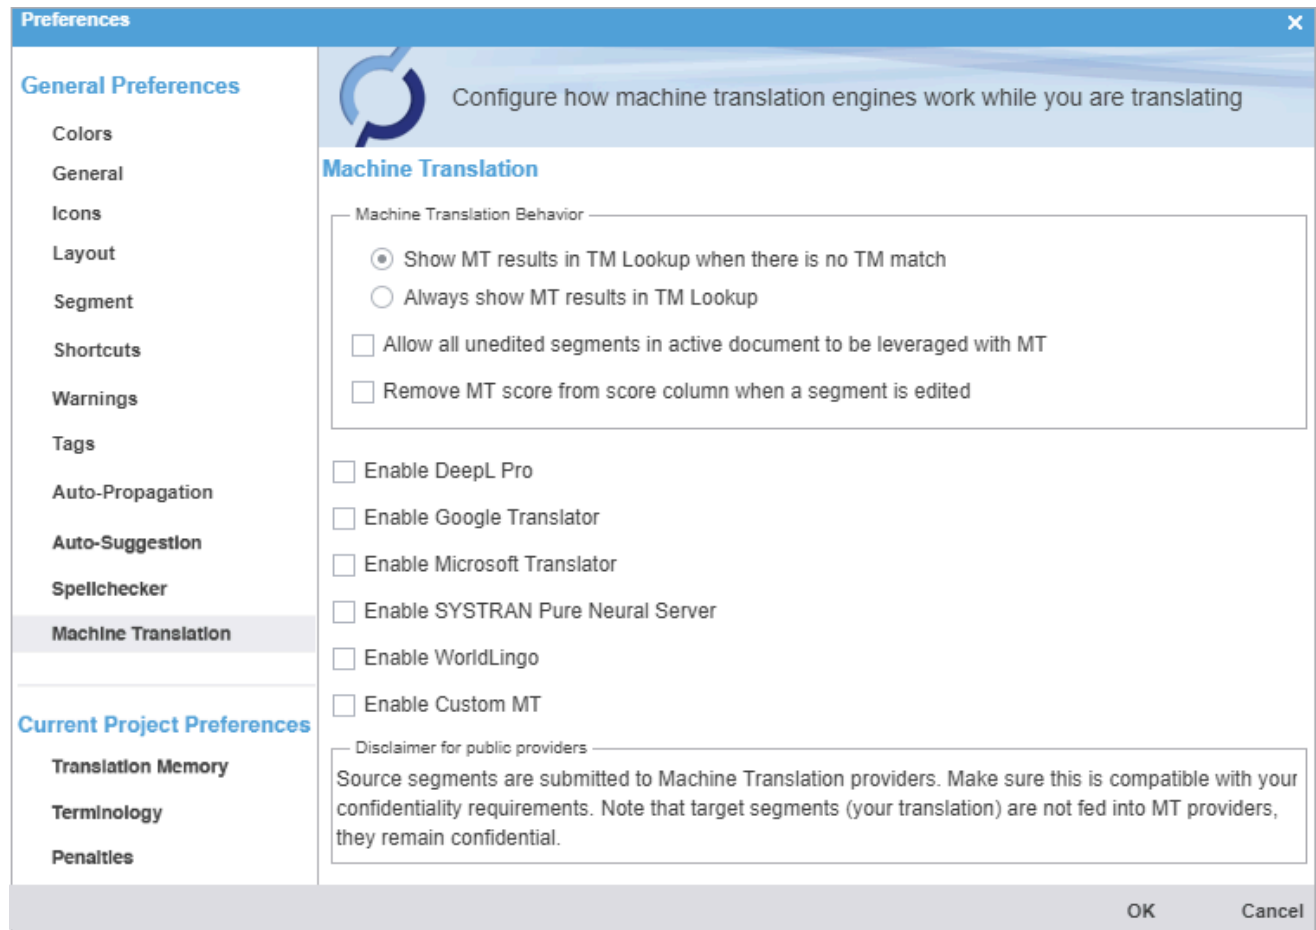 Preferences
General Preferences
Colors
General
Icons
Layout
Segment
Shortcuts
Warnings
Tags
Auto-Propagation
Auto-Suggestion
Spellchecker
Machine Translation
Current Project Preferences
Translation Memory
Terminology
Penalties
Configure how machine translation engines work while you are translating
Machine Translation
Machine Translation Behavior
Show MT results in TM Lookup when there is no TM match
Always show MT results in TM Lookup
Allow all unedited segments in active document to be leveraged with MT
Remove MT score from score column when a segment is edited
Enable DeepL Pro
Enable Google Translator
Enable Microsoft Translator
Enable SYSTRAN Pure Neural Server
Enable WorldLingo
Enable Custom MT
Disclaimer for public providers
Source segments are submitted to Machine Translation providers. Make sure this is compatible with your
confidentiality requirements. Note that target segments (your translation) are not fed into MT providers,
they remain confidential.
OK
Cancel